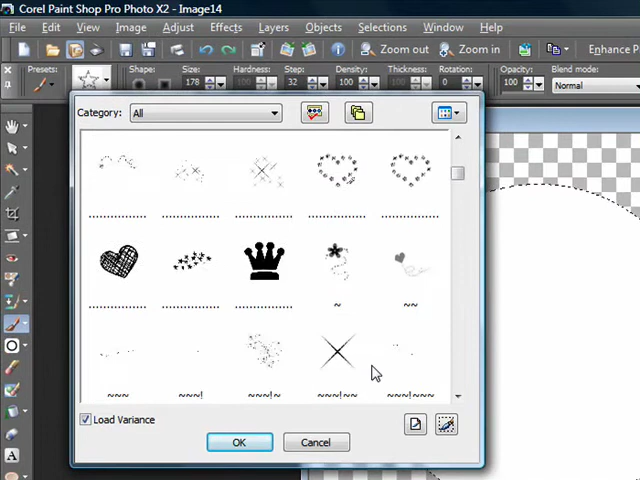 Corel Paint Shop Pro Photo X2 - Image14
File Edit View Image Adjust Effects Layers Objects Selections Window Help
Zoom out Zoom in Enhance P
Presets: Shape: Size: Hardness: Step: Density: Thickness: Rotation: Opacity: Blend mode:
178 100 32 100 100 0 100 Normal
Category: All
.................. .................. .................. .................. ..................
.................. .................. .................. ~ ~~
~~~ ~~~! ~~~!~ ~~~!~~ ~~~!~~~
Load Variance
OK Cancel
A